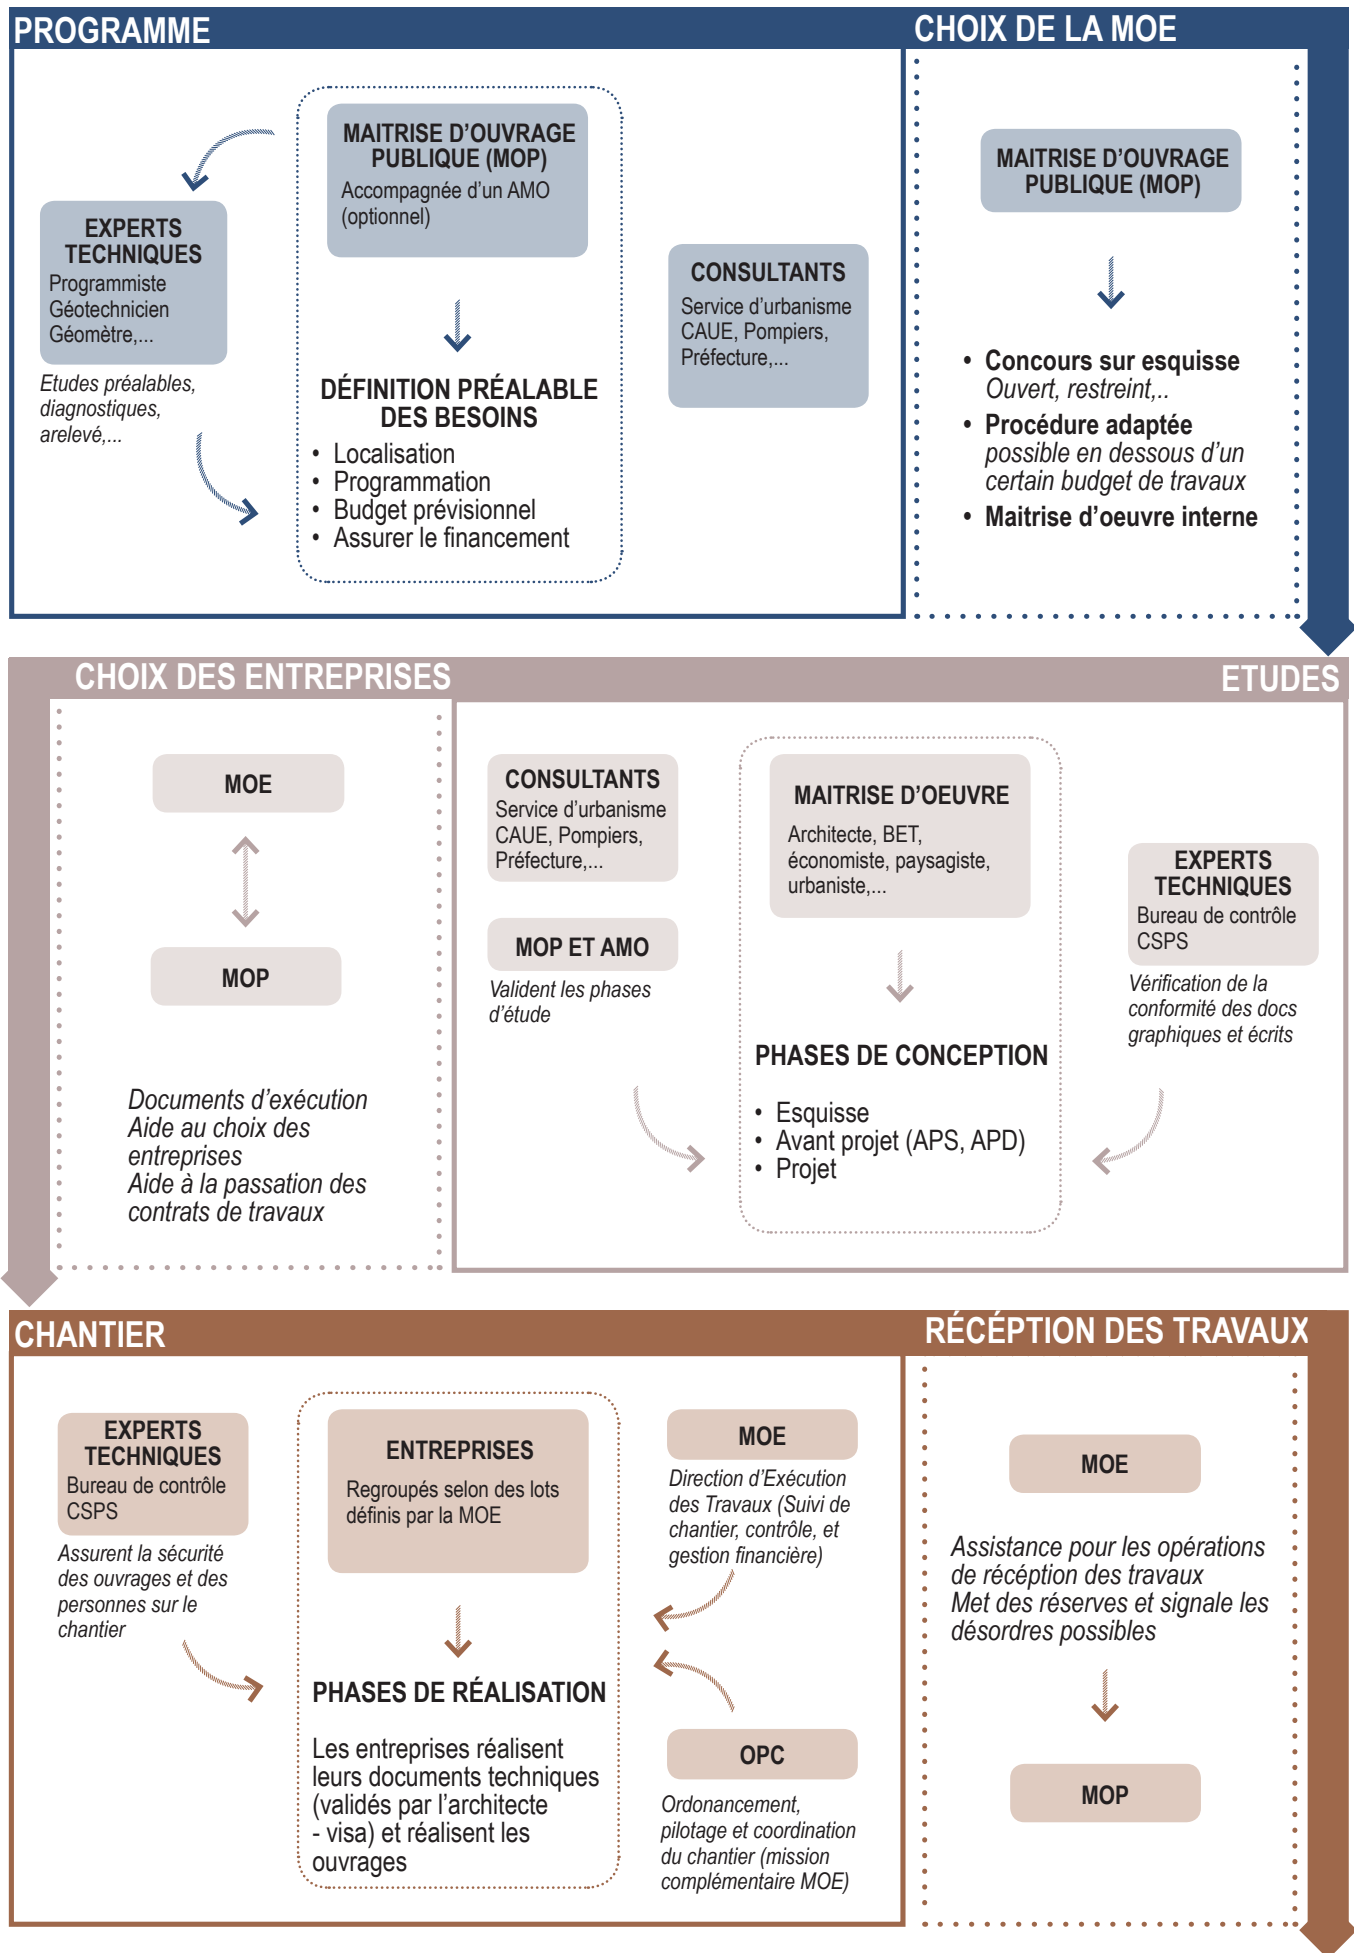 PROGRAMME
MAITRISE D'OUVRAGE
PUBLIQUE (MOP)
Accompagnée d'un AMO
(optionnel)
EXPERTS
TECHNIQUES
Programmiste
Géotechnicien
Géomètre,...
Etudes préalables,
diagnostiques,
arelevé,...
CONSULTANTS
Service d'urbanisme
CAUE, Pompiers,
Préfecture,...
DÉFINITION PRÉALABLE
DES BESOINS
• Localisation
• Programmation
• Budget prévisionnel
• Assurer le financement
CHOIX DE LA MOE
MAITRISE D'OUVRAGE
PUBLIQUE (MOP)
• Concours sur esquisse
Ouvert, restreint,..
• Procédure adaptée
possible en dessous d'un
certain budget de travaux
• Maitrise d'oeuvre interne
CHOIX DES ENTREPRISES
MOE
MOP
Documents d'exécution
Aide au choix des
entreprises
Aide à la passation des
contrats de travaux
ETUDES
CONSULTANTS
Service d'urbanisme
CAUE, Pompiers,
Préfecture,...
MOP ET AMO
Valident les phases
d'étude
MAITRISE D'OEUVRE
Architecte, BET,
économiste, paysagiste,
urbaniste,...
PHASES DE CONCEPTION
• Esquisse
• Avant projet (APS, APD)
• Projet
EXPERTS
TECHNIQUES
Bureau de contrôle
CSPS
Vérification de la
conformité des docs
graphiques et écrits
CHANTIER
EXPERTS
TECHNIQUES
Bureau de contrôle
CSPS
Assurent la sécurité
des ouvrages et des
personnes sur le
chantier
ENTREPRISES
Regroupés selon des lots
définis par la MOE
PHASES DE RÉALISATION
Les entreprises réalisent
leurs documents techniques
(validés par l'architecte
- visa) et réalisent les
ouvrages
MOE
Direction d'Exécution
des Travaux (Suivi de
chantier, contrôle, et
gestion financière)
OPC
Ordonancement,
pilotage et coordination
du chantier (mission
complémentaire MOE)
RÉCÉPTION DES TRAVAUX
MOE
Assistance pour les opérations
de récéption des travaux
Met des réserves et signale les
désordres possibles
MOP